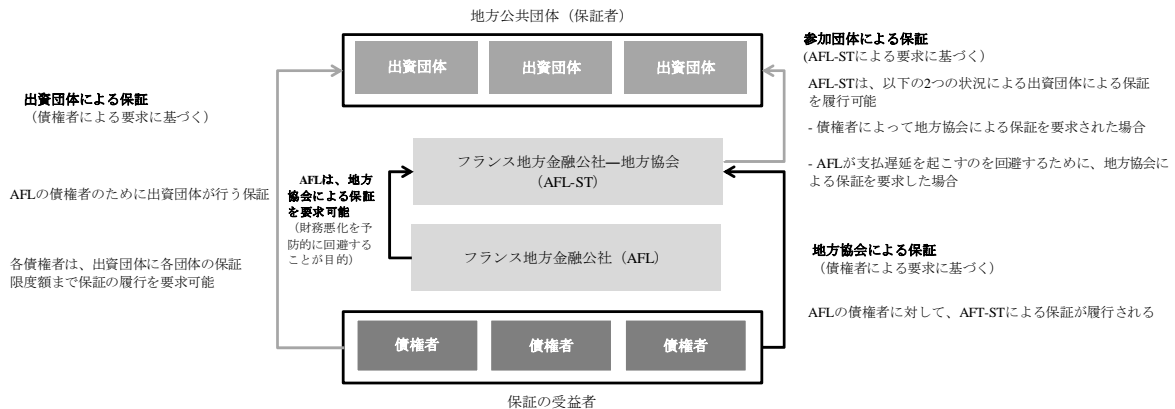 地方公共団体（保証者）
出資団体
出資団体
出資団体
出資団体による保証
（債権者による要求に基づく）
AFLの債権者のために出資団体が行う保証
各債権者は、出資団体に各団体の保証
限度額まで保証の履行を要求可能
AFLは、地方
協会による保証
を要求可能
（財務悪化を予
防的に回避する
ことが目的）
フランス地方金融公社―地方協会
（AFL-ST）
フランス地方金融公社（AFL）
債権者
債権者
債権者
保証の受益者
参加団体による保証
(AFL-STによる要求に基づく）
AFL-STは、以下の2つの状況による出資団体による保証
を履行可能
- 債権者によって地方協会による保証を要求された場合
- AFLが支払遅延を起こすのを回避するために、地方協会に
よる保証を要求した場合
地方協会による保証
（債権者による要求に基づく）
AFLの債権者に対して、AFT-STによる保証が履行される